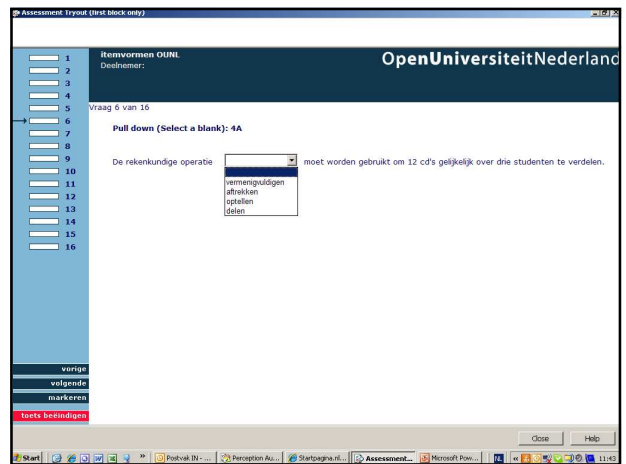 Assessment Tryout (first block only)
itemvormen OUNL
Deelnemer:
OpenUniversiteitNederland
1
2
3
4
5
6
7
8
9
10
11
12
13
14
15
16
Vraag 6 van 16
Pull down (Select a blank): 4A
De rekenkundige operatie moet worden gebruikt om 12 cd's gelijkelijk over drie studenten te verdelen.
vermenigvuldigen
aftrekken
optellen
delen
vorige
volgende
markeren
toets beëindigen
Close Help
Start Postvak IN - ... Perception Au... Startpagina.nl... Assessment... Microsoft Pow... NL 11:43